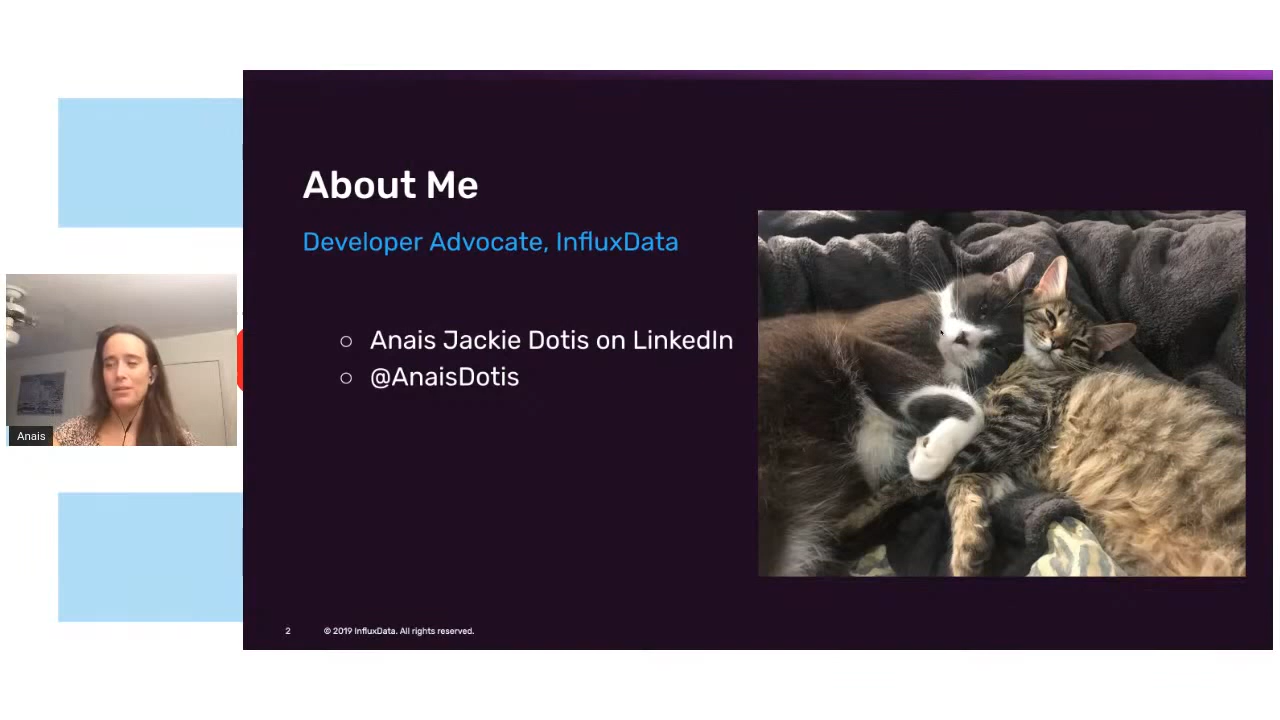 About Me
Developer Advocate, InfluxData
○ Anais Jackie Dotis on LinkedIn
○ @AnaisDotis
Anais
2 © 2019 InfluxData. All rights reserved.